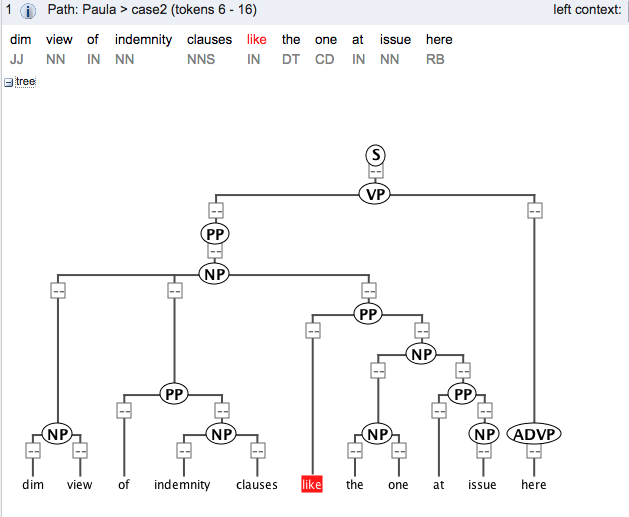 1 i Path: Paula > case2 (tokens 6 - 16) left context:
dim view of indemnity clauses like the one at issue here
JJ NN IN NN NNS IN DT CD IN NN RB
tree
S
--
VP
-- --
PP
--
NP
-- -- --
PP
-- --
NP
-- --
PP PP
-- -- -- --
NP NP NP NP ADVP
-- -- -- -- -- -- -- --
dim view of indemnity clauses like the one at issue here